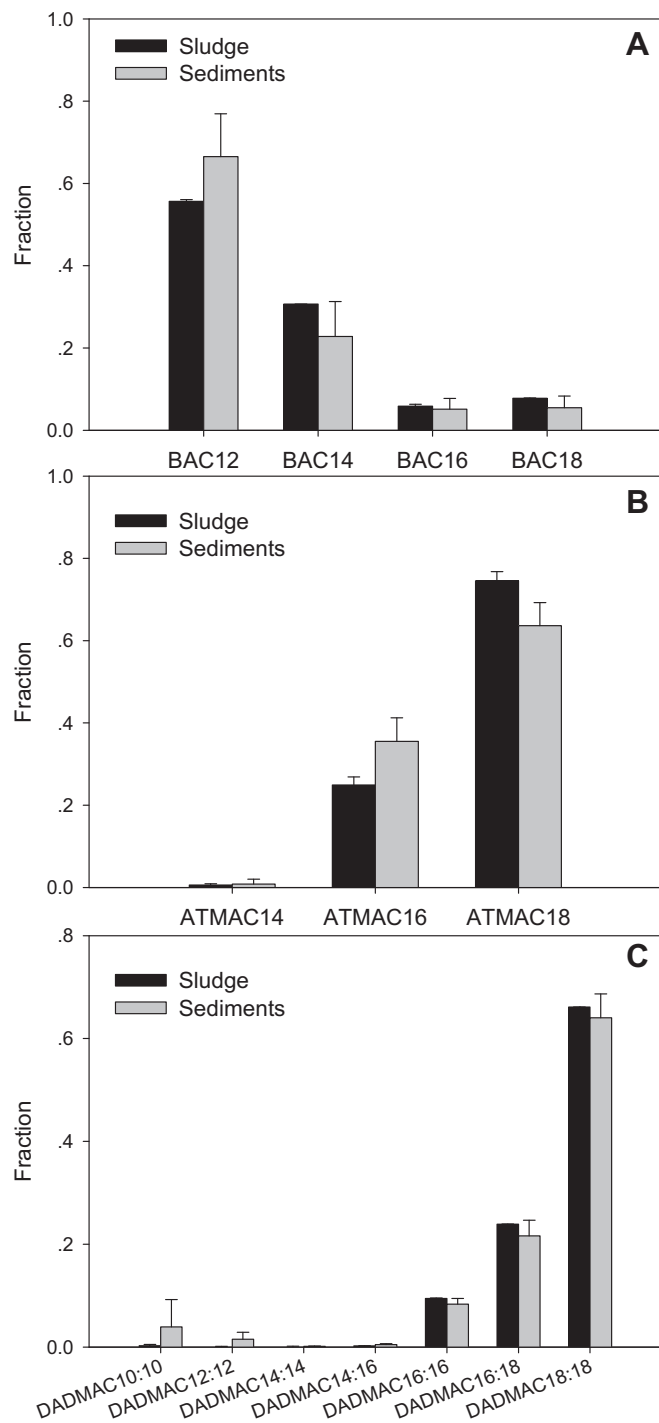 1.0
A
Sludge
Sediments
.8
.6
Fraction
.4
.2
0.0
BAC12 BAC14 BAC16 BAC18
1.0
B
Sludge
Sediments
.8
.6
Fraction
.4
.2
0.0
ATMAC14 ATMAC16 ATMAC18
.8
C
Sludge
Sediments
.6
Fraction
.4
.2
0.0
DADMAC10:10 DADMAC12:12 DADMAC14:14 DADMAC14:16 DADMAC16:16 DADMAC16:18 DADMAC18:18